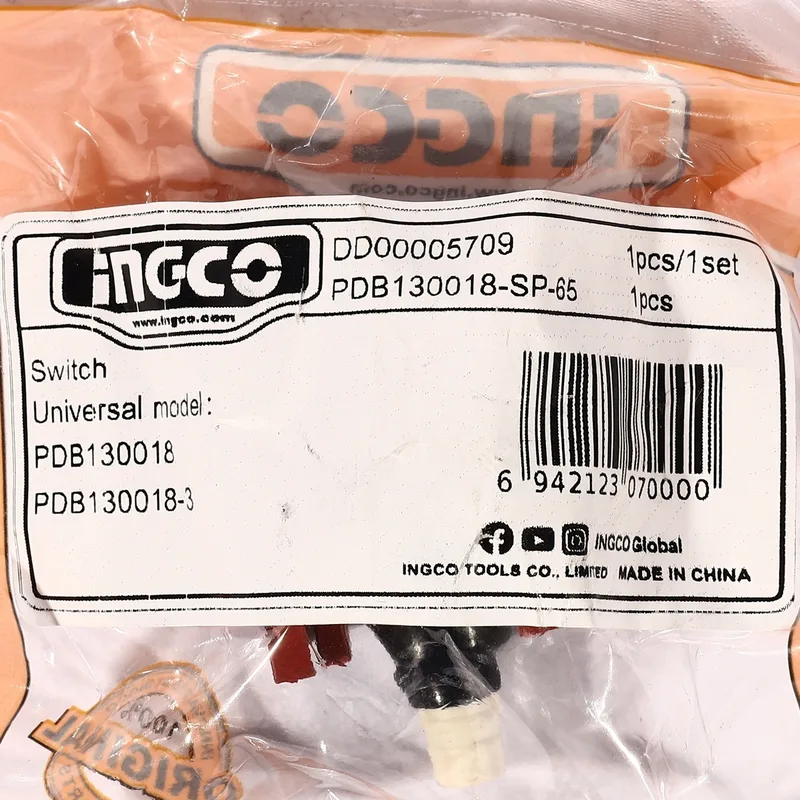 INGCO
www.ingco.com
INGCO
www.ingco.com
DD00005709
1pcs/1set
PDB130018-SP-65
1pcs
Switch
Universal model:
PDB130018
PDB130018-3
6 942123 070000
INGCO Global
INGCO TOOLS CO., LIMITED MADE IN CHINA
100%
ORIGINAL